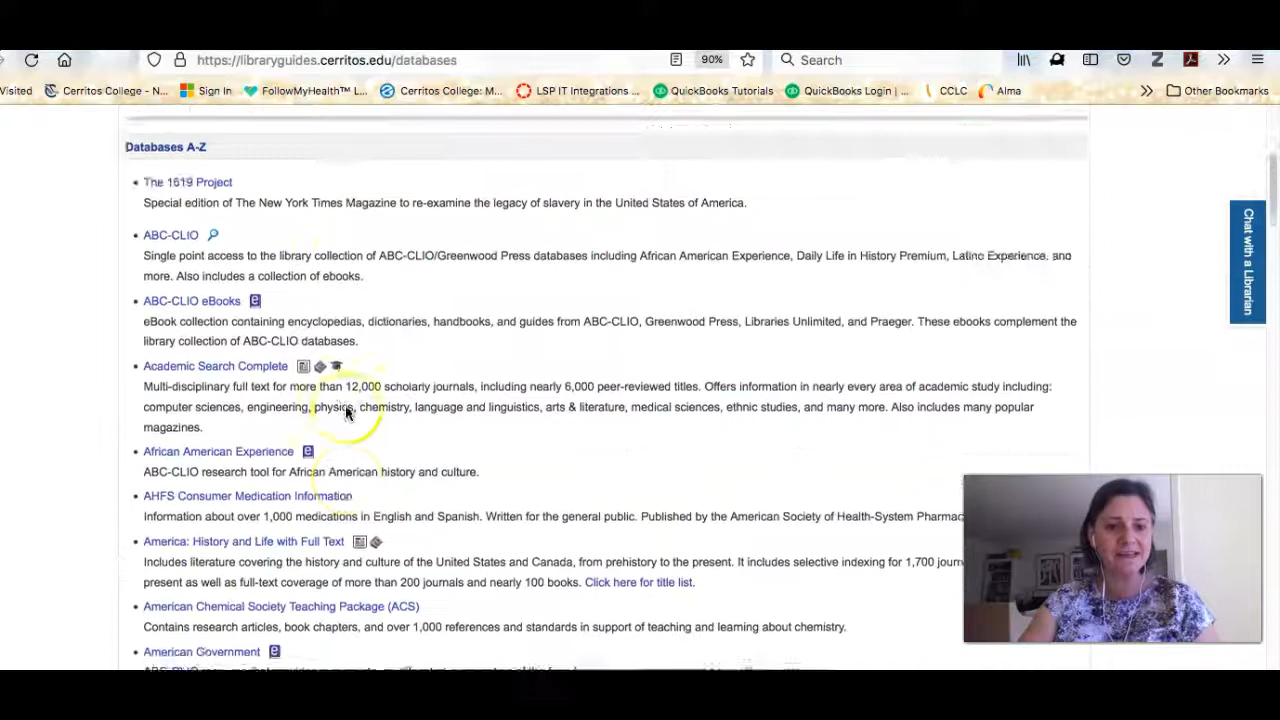 https://libraryguides.cerritos.edu/databases
90%
Search
Visited
Cerritos College - N...
Sign In
FollowMyHealth™ L...
Cerritos College: M...
LSP IT Integrations ...
QuickBooks Tutorials
QuickBooks Login | ...
CCLC
Alma
Other Bookmarks
Databases A-Z
The 1619 Project
Special edition of The New York Times Magazine to re-examine the legacy of slavery in the United States of America.
ABC-CLIO
Single point access to the library collection of ABC-CLIO/Greenwood Press databases including African American Experience, Daily Life in History Premium, Latino Experience, and
more. Also includes a collection of ebooks.
ABC-CLIO eBooks
eBook collection containing encyclopedias, dictionaries, handbooks, and guides from ABC-CLIO, Greenwood Press, Libraries Unlimited, and Praeger. These ebooks complement the
library collection of ABC-CLIO databases.
Academic Search Complete
Multi-disciplinary full text for more than 12,000 scholarly journals, including nearly 6,000 peer-reviewed titles. Offers information in nearly every area of academic study including:
computer sciences, engineering, physics, chemistry, language and linguistics, arts & literature, medical sciences, ethnic studies, and many more. Also includes many popular
magazines.
African American Experience
ABC-CLIO research tool for African American history and culture.
AHFS Consumer Medication Information
Information about over 1,000 medications in English and Spanish. Written for the general public. Published by the American Society of Health-System Pharmac
America: History and Life with Full Text
Includes literature covering the history and culture of the United States and Canada, from prehistory to the present. It includes selective indexing for 1,700 journ
present as well as full-text coverage of more than 200 journals and nearly 100 books. Click here for title list.
American Chemical Society Teaching Package (ACS)
Contains research articles, book chapters, and over 1,000 references and standards in support of teaching and learning about chemistry.
American Government
Chat with a Librarian